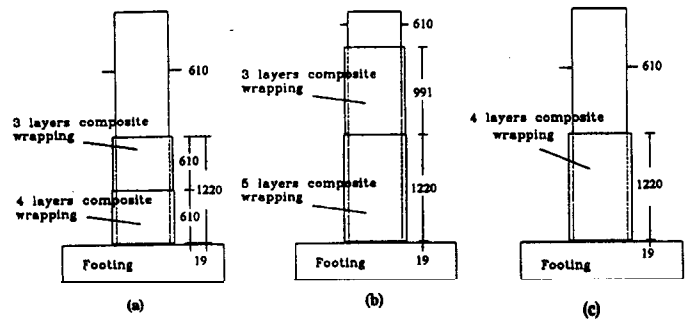 610
3 layers composite
wrapping
610
1220
4 layers composite
wrapping
610
19
Footing
(a)
610
3 layers composite
wrapping
991
5 layers composite
wrapping
1220
19
Footing
(b)
610
4 layers composite
wrapping
1220
19
Footing
(c)